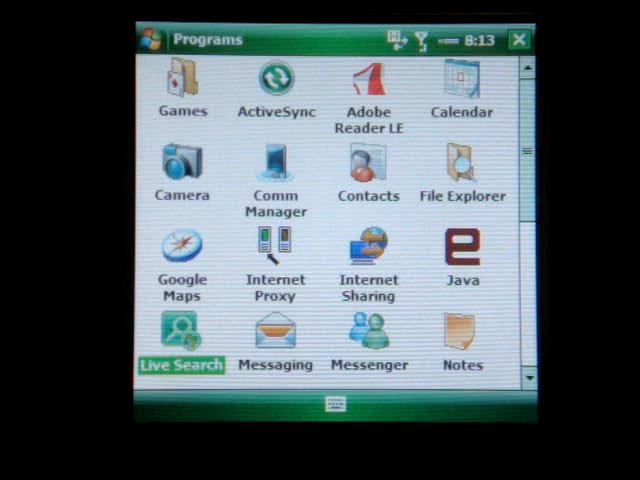 Programs
8:13
Games
ActiveSync
Adobe
Reader LE
Calendar
Camera
Comm
Manager
Contacts
File Explorer
Google
Maps
Internet
Proxy
Internet
Sharing
Java
Live Search
Messaging
Messenger
Notes